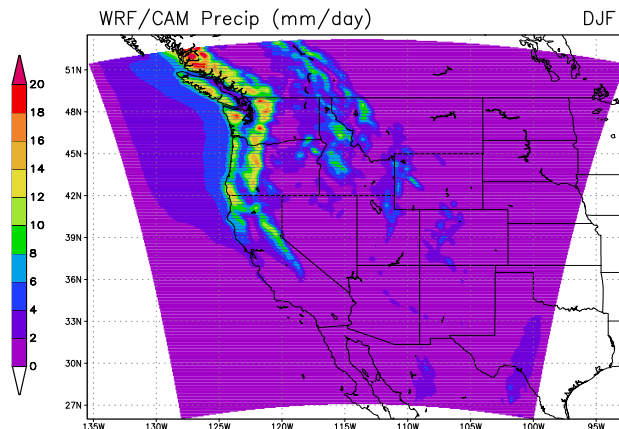 WRF/CAM Precip (mm/day) DJF
20
18
16
14
12
10
8
6
4
2
0
51N
48N
45N
42N
39N
36N
33N
30N
27N
135W 130W 125W 120W 115W 110W 105W 100W 95W